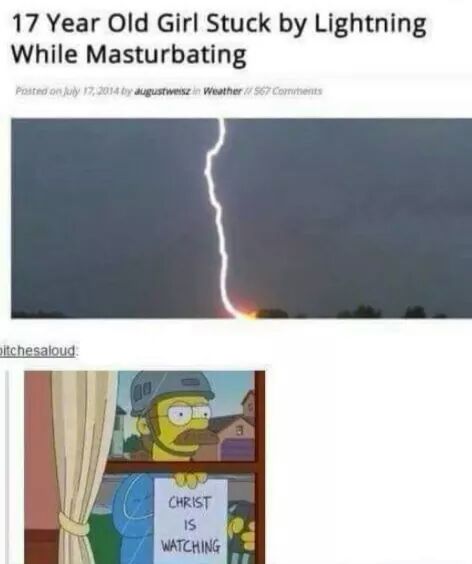 17 Year Old Girl Stuck by Lightning
While Masturbating
Posted on July 17, 2014 by augustweisz in Weather // 567 Comments
itchesaloud:
CHRIST
IS
WATCHING